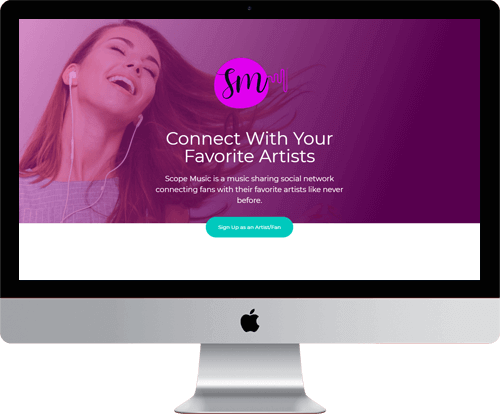 SM
Connect With Your
Favorite Artists
Scope Music is a music sharing social network
connecting fans with their favorite artists like never
before.
Sign Up as an Artist/Fan